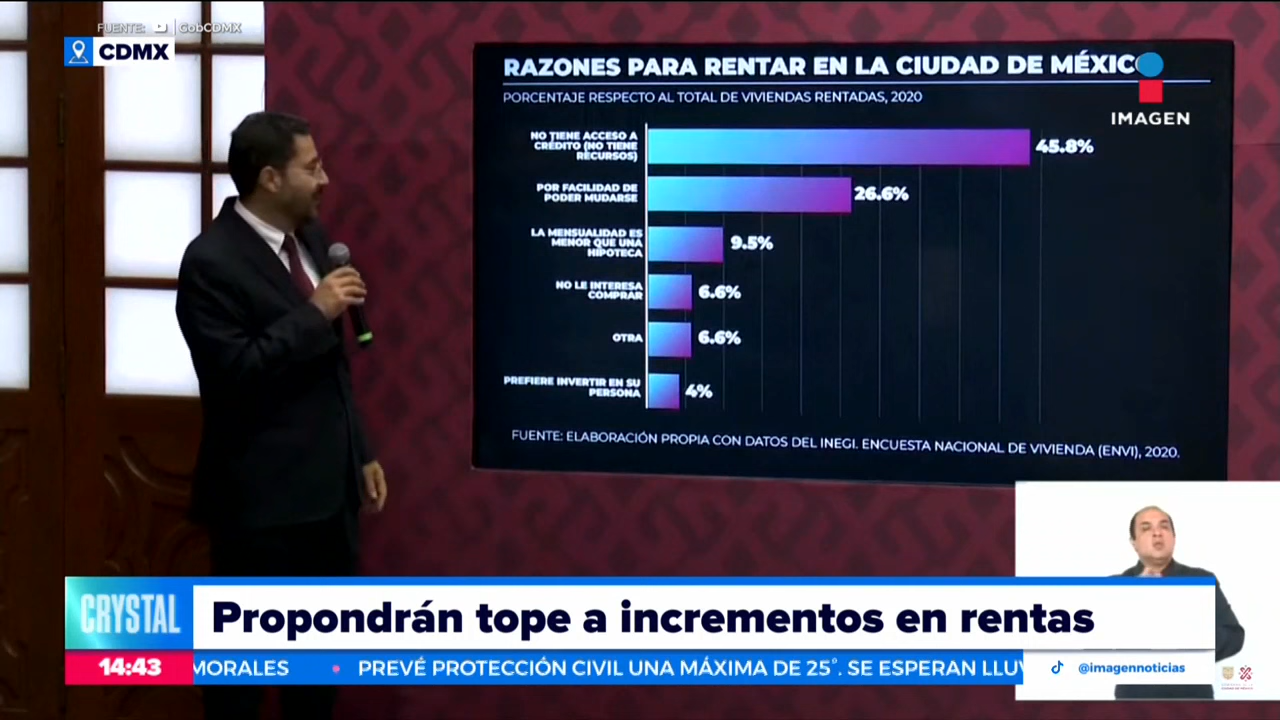 FUENTE: GobCDMX
CDMX
RAZONES PARA RENTAR EN LA CIUDAD DE MÉXICO
PORCENTAJE RESPECTO AL TOTAL DE VIVIENDAS RENTADAS, 2020
IMAGEN
NO TIENE ACCESO A
CRÉDITO (NO TIENE
RECURSOS)
45.8%
POR FACILIDAD DE
PODER MUDARSE
26.6%
LA MENSUALIDAD ES
MENOR QUE UNA
HIPOTECA
9.5%
NO LE INTERESA
COMPRAR
6.6%
OTRA
6.6%
PREFIERE INVERTIR EN SU
PERSONA
4%
FUENTE: ELABORACIÓN PROPIA CON DATOS DEL INEGI. ENCUESTA NACIONAL DE VIVIENDA (ENVI), 2020.
CRYSTAL
Propondrán tope a incrementos en rentas
14:43
MORALES • PREVÉ PROTECCIÓN CIVIL UNA MÁXIMA DE 25°. SE ESPERAN LLUV
@imagennoticias